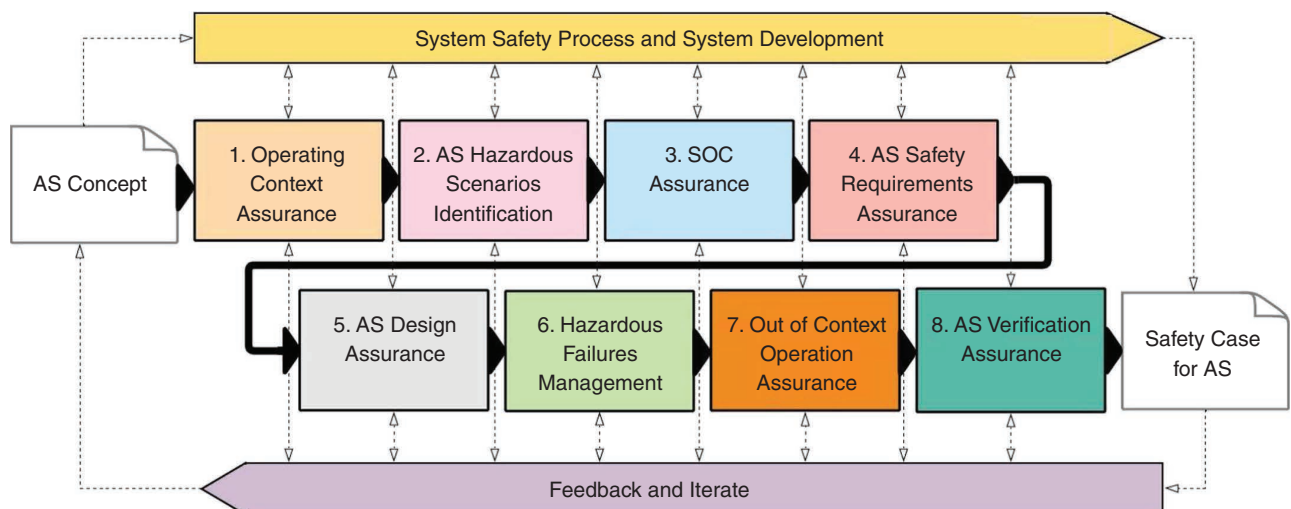 System Safety Process and System Development
AS Concept
1. Operating
Context
Assurance
2. AS Hazardous
Scenarios
Identification
3. SOC
Assurance
4. AS Safety
Requirements
Assurance
5. AS Design
Assurance
6. Hazardous
Failures
Management
7. Out of Context
Operation
Assurance
8. AS Verification
Assurance
Safety Case
for AS
Feedback and Iterate